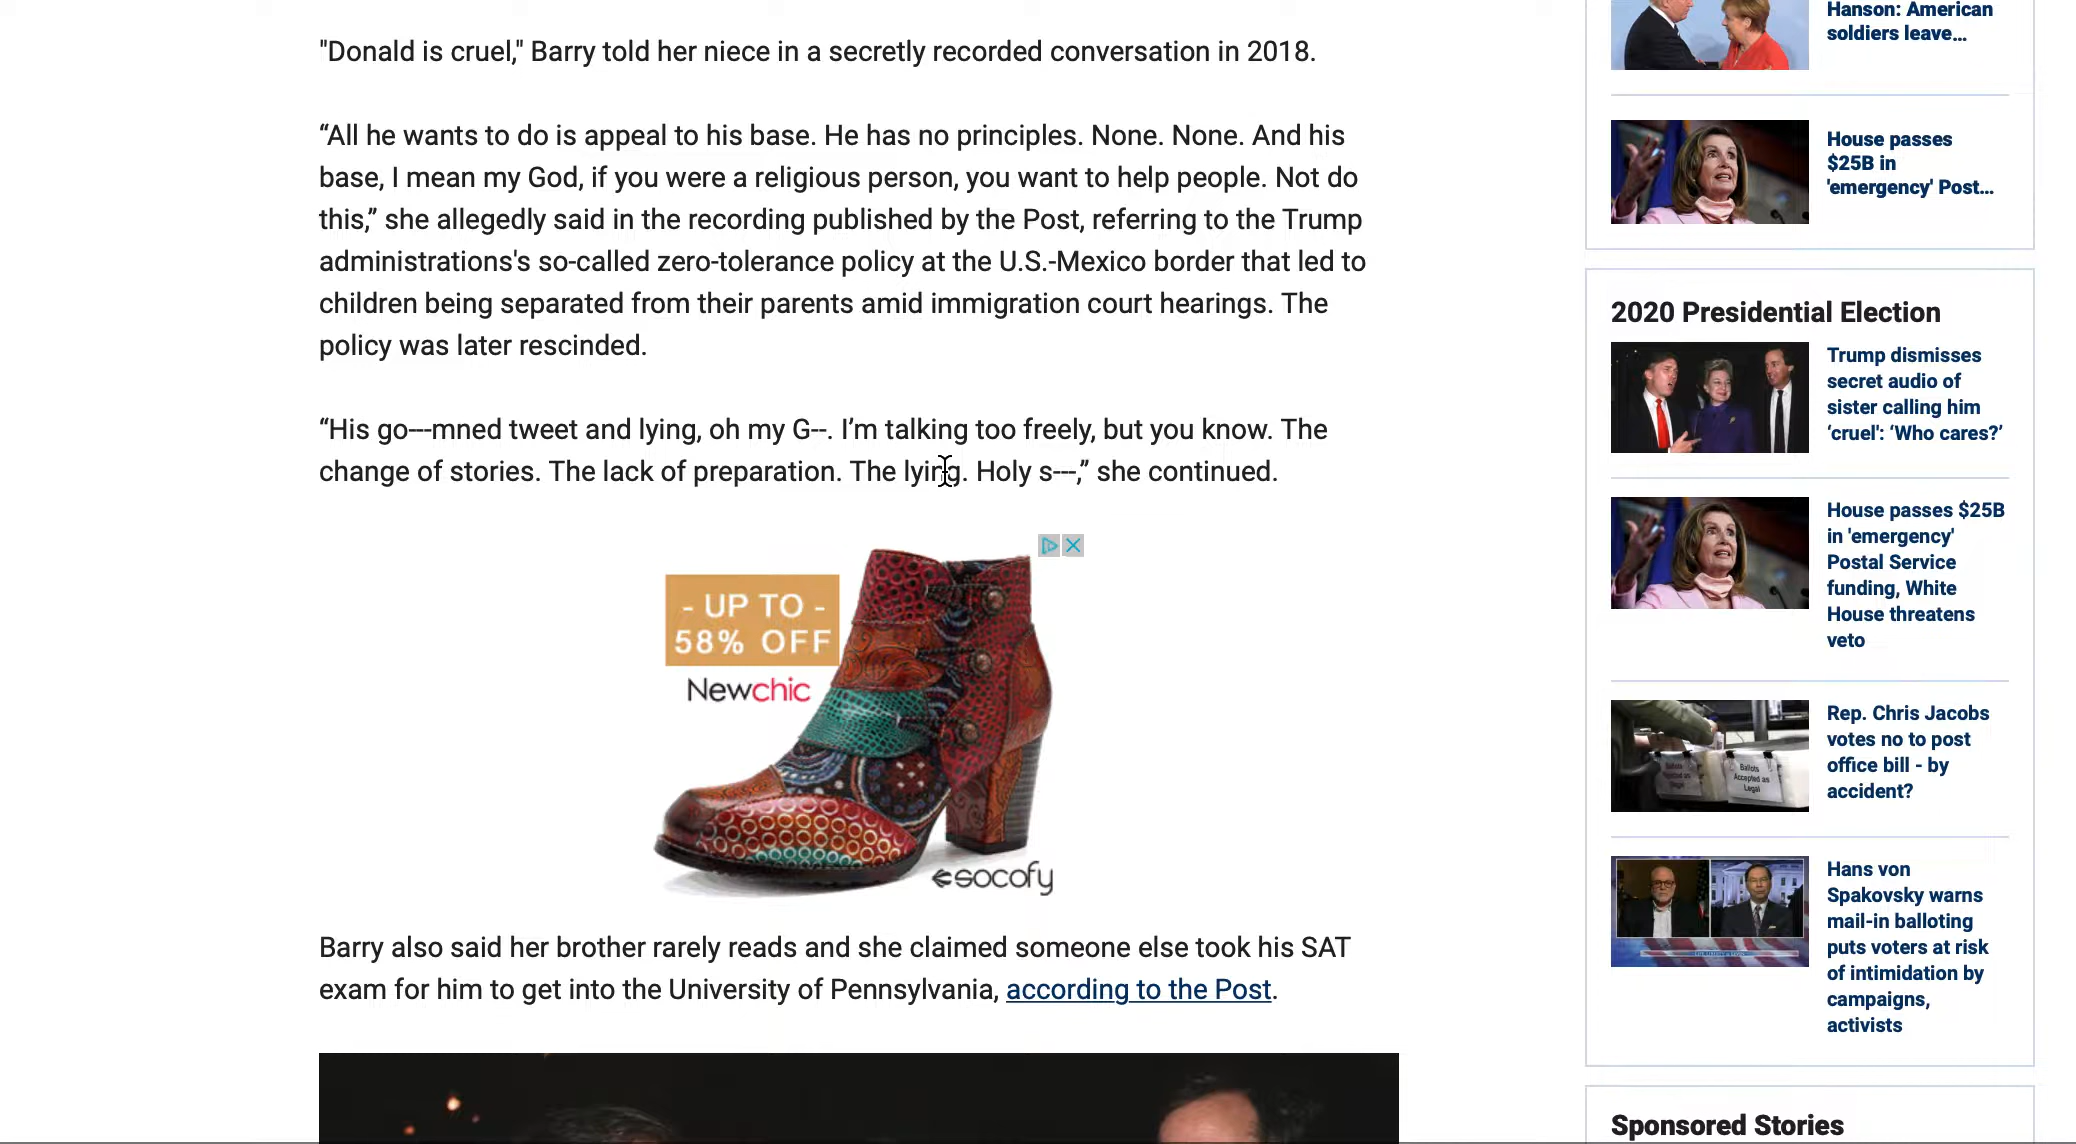 "Donald is cruel," Barry told her niece in a secretly recorded conversation in 2018.
“All he wants to do is appeal to his base. He has no principles. None. None. And his
base, I mean my God, if you were a religious person, you want to help people. Not do
this,” she allegedly said in the recording published by the Post, referring to the Trump
administrations's so-called zero-tolerance policy at the U.S.-Mexico border that led to
children being separated from their parents amid immigration court hearings. The
policy was later rescinded.
“His go---mned tweet and lying, oh my G--. I’m talking too freely, but you know. The
change of stories. The lack of preparation. The lying. Holy s---,” she continued.
- UP TO -
58% OFF
Newchic
socofy
Barry also said her brother rarely reads and she claimed someone else took his SAT
exam for him to get into the University of Pennsylvania, according to the Post.
Hanson: American
soldiers leave...
House passes
$25B in
'emergency' Post...
2020 Presidential Election
Trump dismisses
secret audio of
sister calling him
‘cruel': ‘Who cares?’
House passes $25B
in 'emergency'
Postal Service
funding, White
House threatens
veto
Rep. Chris Jacobs
votes no to post
office bill - by
accident?
Ballots
Accepted as
Legal
Hans von
Spakovsky warns
mail-in balloting
puts voters at risk
of intimidation by
campaigns,
activists
Sponsored Stories